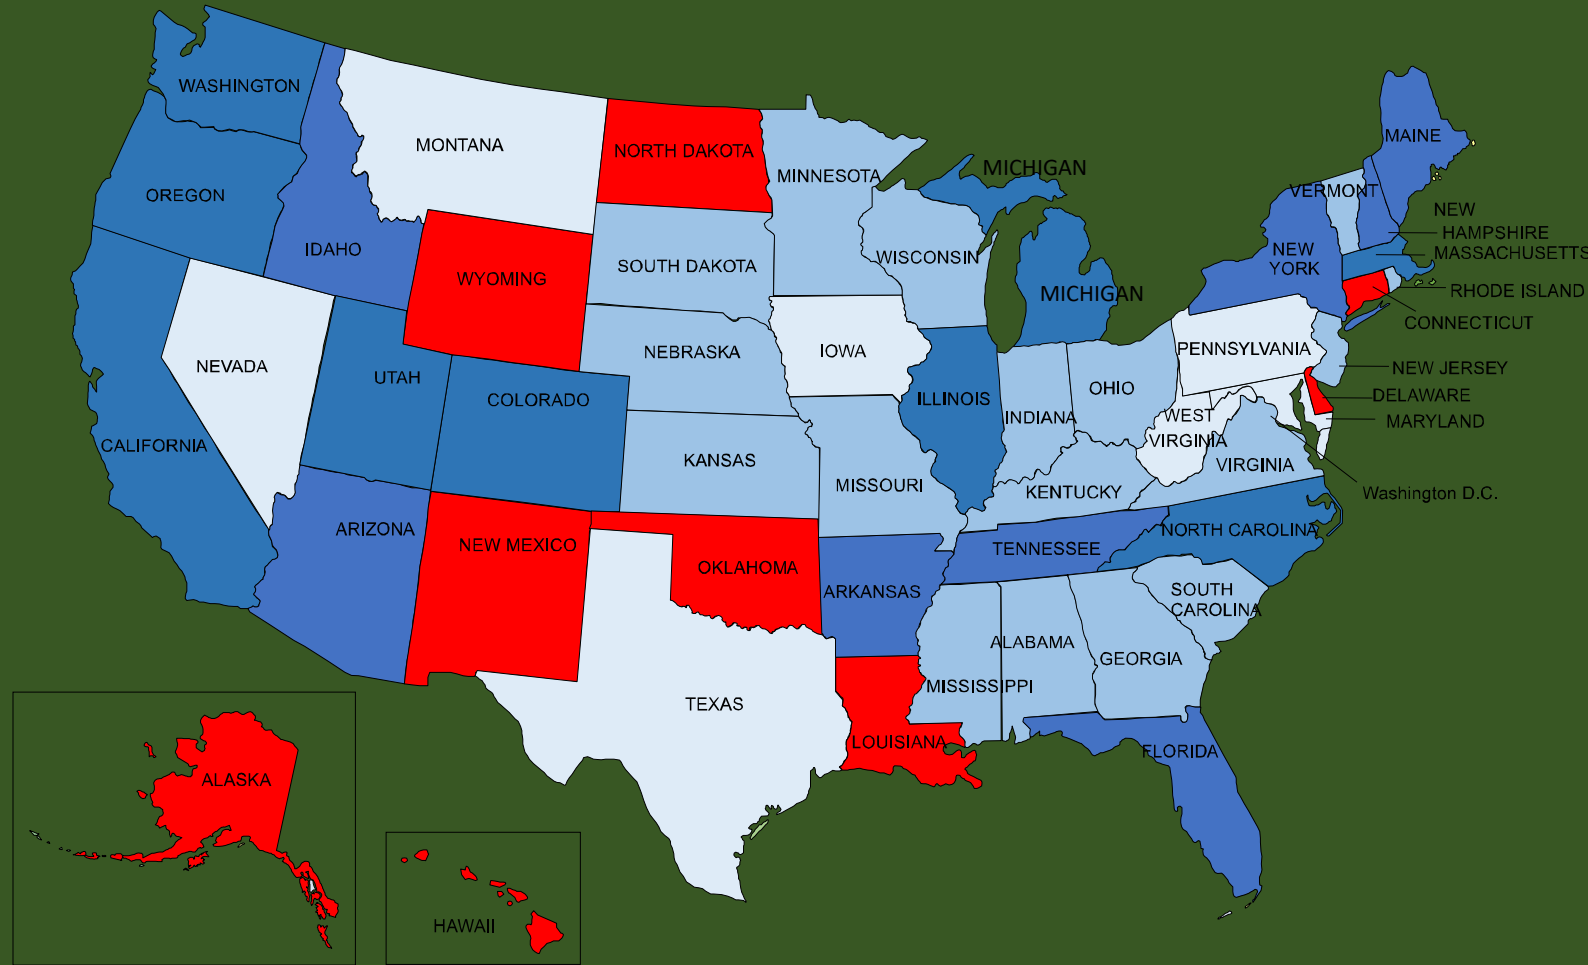 WASHINGTON
MONTANA
NORTH DAKOTA
MINNESOTA
MICHIGAN
MAINE
OREGON
IDAHO
WYOMING
SOUTH DAKOTA
WISCONSIN
MICHIGAN
VERMONT
NEW
HAMPSHIRE
NEW
YORK
MASSACHUSETTS
RHODE ISLAND
CONNECTICUT
NEVADA
UTAH
COLORADO
NEBRASKA
IOWA
ILLINOIS
INDIANA
OHIO
PENNSYLVANIA
NEW JERSEY
DELAWARE
MARYLAND
CALIFORNIA
KANSAS
MISSOURI
KENTUCKY
WEST
VIRGINIA
VIRGINIA
Washington D.C.
ARIZONA
NEW MEXICO
OKLAHOMA
ARKANSAS
TENNESSEE
NORTH CAROLINA
SOUTH
CAROLINA
TEXAS
LOUISIANA
MISSISSIPPI
ALABAMA
GEORGIA
FLORIDA
ALASKA
HAWAII